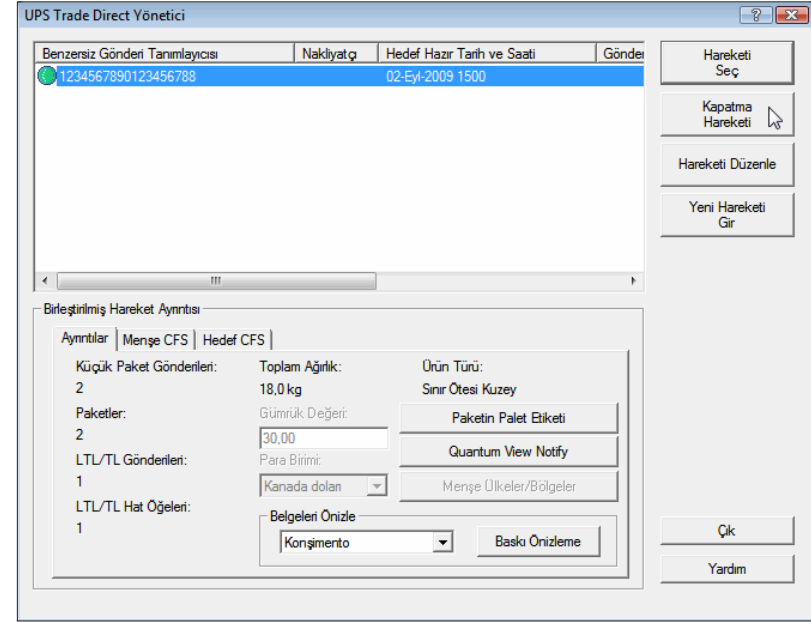 UPS Trade Direct Yönetici
Benzersiz Gönderi Tanımlayıcısı Nakliyatçı Hedef Hazır Tarih ve Saati Gönder
1234567890123456788 02-Eyl-2009 1500
Hareketi
Seç
Kapatma
Hareketi
Hareketi Düzenle
Yeni Hareketi
Gir
Birleştirilmiş Hareket Ayrıntısı
Ayrıntılar Menşe CFS Hedef CFS
Küçük Paket Gönderileri: Toplam Ağırlık: Ürün Türü:
2 18,0 kg Sınır Ötesi Kuzey
Paketler: Gümrük Değeri: Paketin Palet Etiketi
2 30,00
LTL/TL Gönderileri: Para Birimi: Quantum View Notify
1 Kanada doları Menşe Ülkeler/Bölgeler
LTL/TL Hat Öğeleri:
1
Belgeleri Önizle
Konşimento Baskı Önizleme
Çık
Yardım